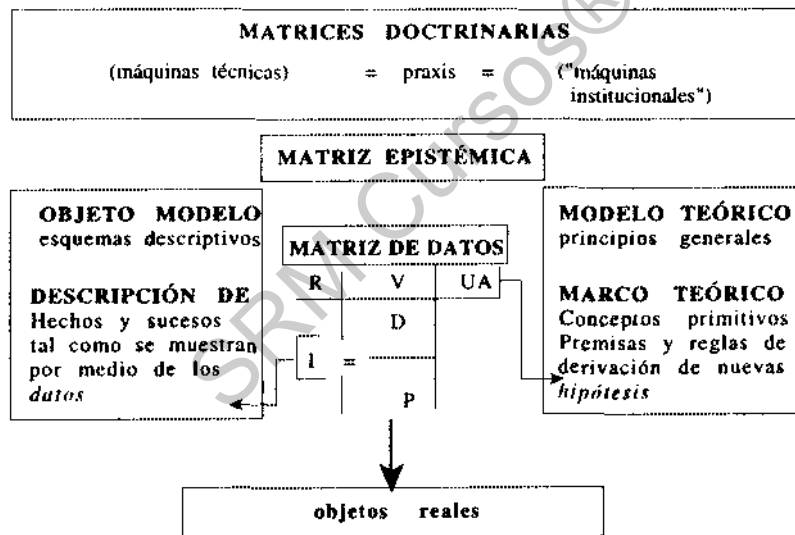 MATRICES DOCTRINARIAS
(máquinas técnicas) = praxis = ("máquinas
institucionales")
MATRIZ EPISTÉMICA
OBJETO MODELO
esquemas descriptivos
DESCRIPCIÓN DE
Hechos y sucesos
tal como se muestran
por medio de los
datos
MATRIZ DE DATOS
R V UA
D
I =
P
MODELO TEÓRICO
principios generales
MARCO TEÓRICO
Conceptos primitivos
Premisas y reglas de
derivación de nuevas
hipótesis
objetos reales
SRM Cursos®